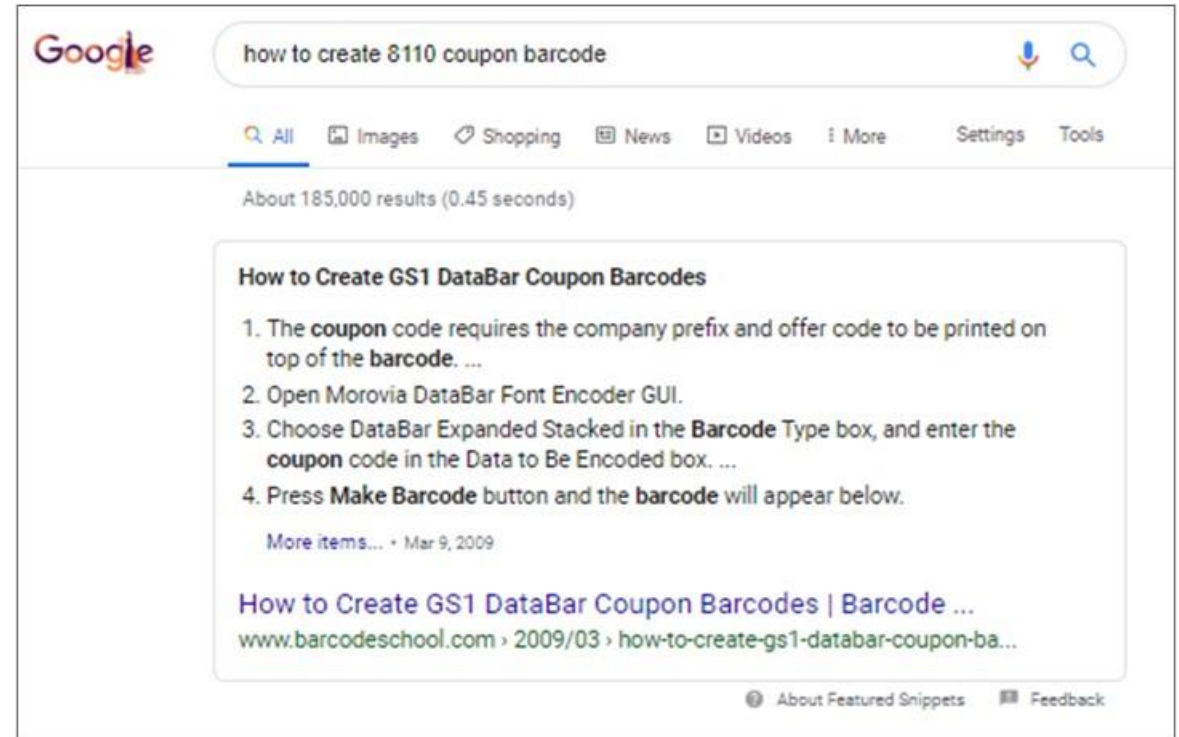 Google
how to create 8110 coupon barcode
All Images Shopping News Videos More Settings Tools
About 185,000 results (0.45 seconds)
How to Create GS1 DataBar Coupon Barcodes
1. The coupon code requires the company prefix and offer code to be printed on
top of the barcode. ...
2. Open Morovia DataBar Font Encoder GUI.
3. Choose DataBar Expanded Stacked in the Barcode Type box, and enter the
coupon code in the Data to Be Encoded box. ...
4. Press Make Barcode button and the barcode will appear below.
More items... • Mar 9, 2009
How to Create GS1 DataBar Coupon Barcodes | Barcode ...
www.barcodeschool.com › 2009/03 › how-to-create-gs1-databar-coupon-ba...
About Featured Snippets Feedback